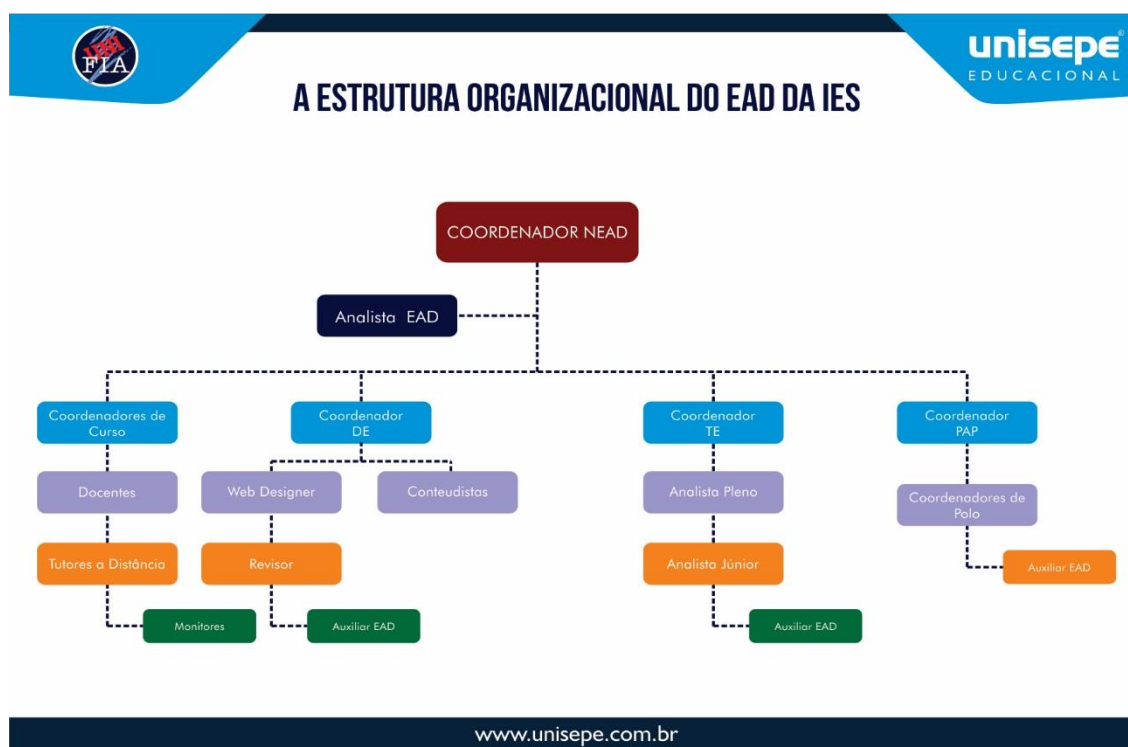 FIA
unisepe
EDUCACIONAL
A ESTRUTURA ORGANIZACIONAL DO EAD DA IES
COORDENADOR NEAD
Analista EAD
Coordenadores de
Curso
Coordenador
DE
Coordenador
TE
Coordenador
PAP
Docentes
Web Designer
Conteudistas
Analista Pleno
Coordenadores de
Polo
Tutores a Distância
Revisor
Analista Júnior
Auxiliar EAD
Monitores
Auxiliar EAD
Auxiliar EAD
www.unisepe.com.br